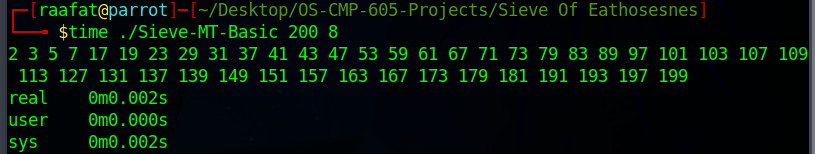 ┌─[raafat@parrot]─[~/Desktop/OS-CMP-605-Projects/Sieve Of Eathosesnes]
└──╼ $time ./Sieve-MT-Basic 200 8
2 3 5 7 17 19 23 29 31 37 41 43 47 53 59 61 67 71 73 79 83 89 97 101 103 107 109
 113 127 131 137 139 149 151 157 163 167 173 179 181 191 193 197 199
real    0m0.002s
user    0m0.000s
sys     0m0.002s